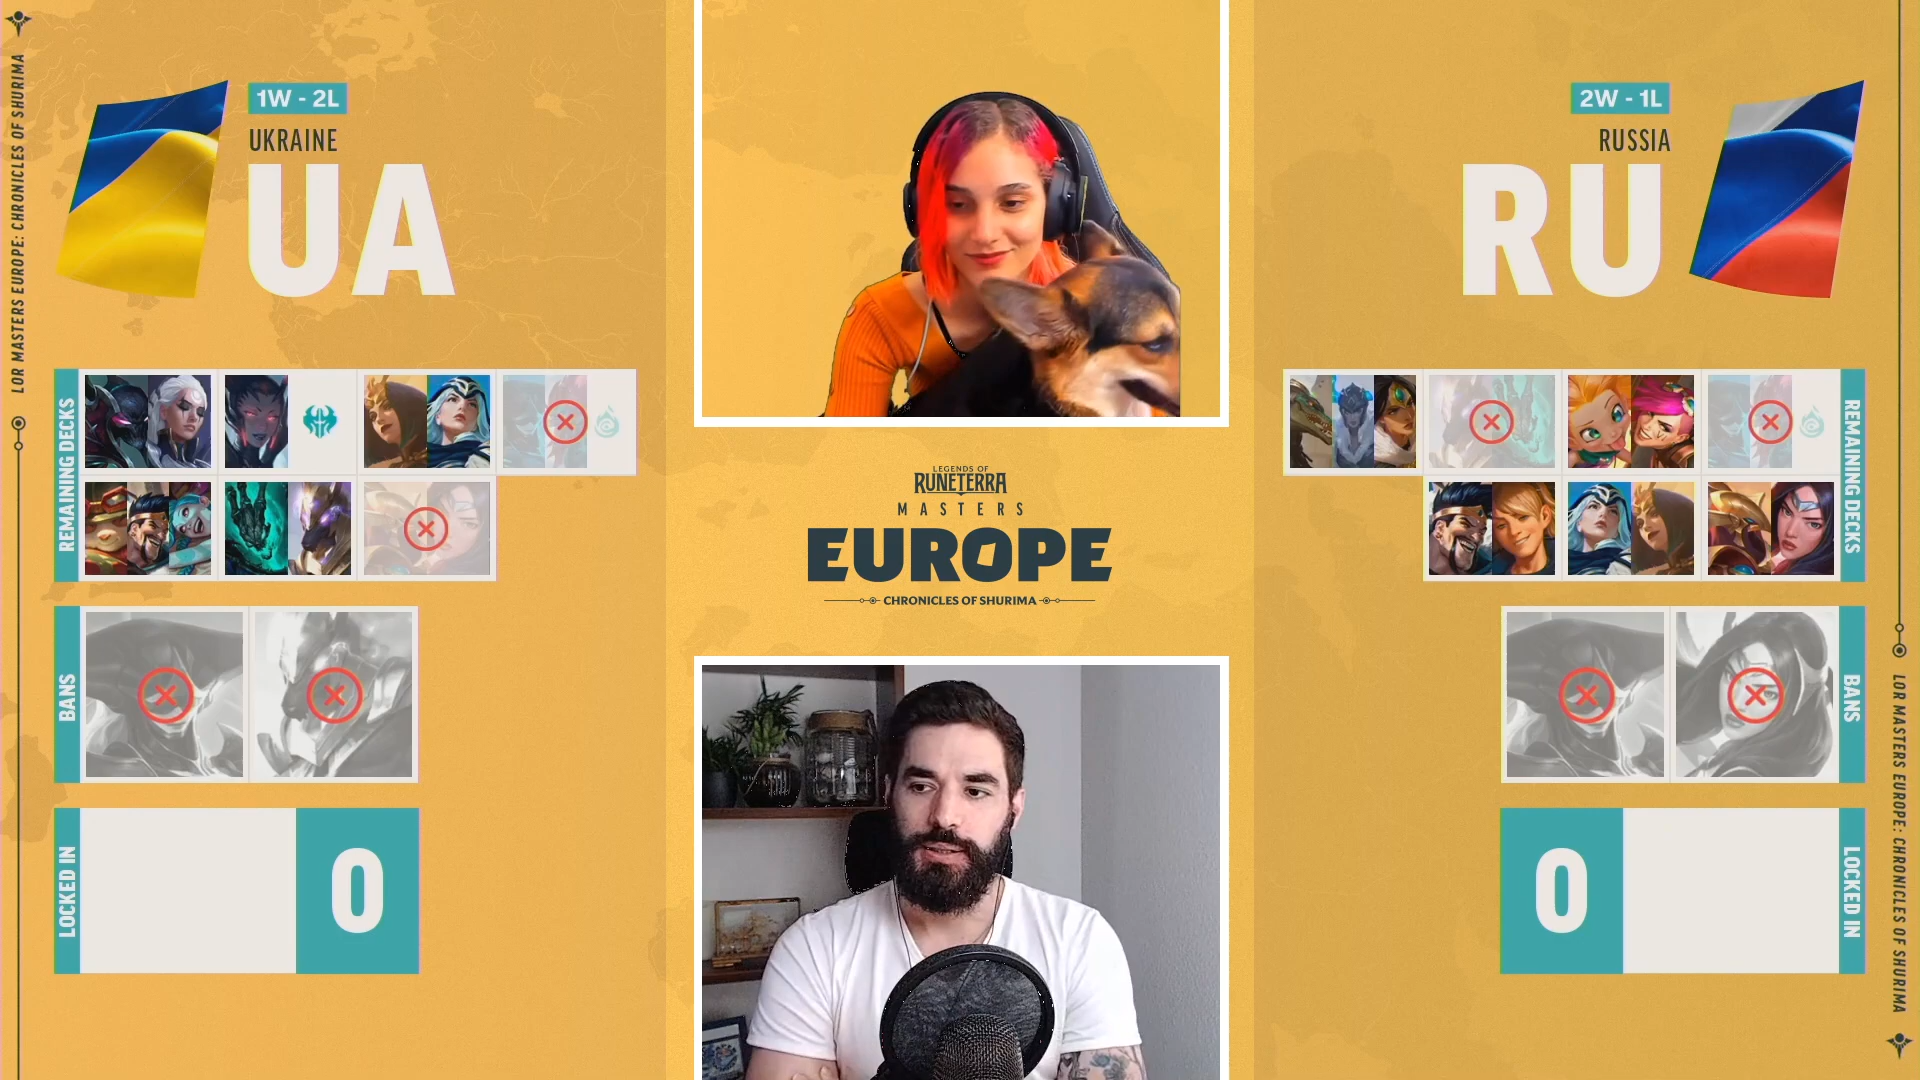 LOR MASTERS EUROPE: CHRONICLES OF SHURIMA
1W - 2L
UKRAINE
UA
REMAINING DECKS
BANS
LOCKED IN
0
LEGENDS OF
RUNETERRA
MASTERS
EUROPE
CHRONICLES OF SHURIMA
2W - 1L
RUSSIA
RU
REMAINING DECKS
BANS
0
LOCKED IN
LOR MASTERS EUROPE: CHRONICLES OF SHURIMA